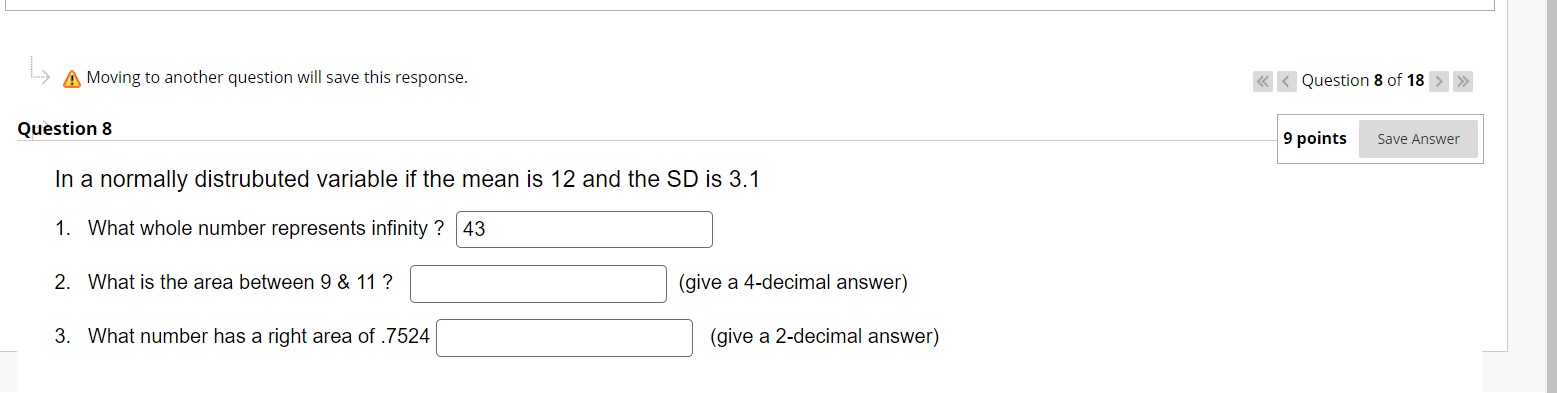 Moving to another question will save this response.
« < Question 8 of 18 > »
Question 8
9 points Save Answer
In a normally distrubuted variable if the mean is 12 and the SD is 3.1
1. What whole number represents infinity ? 43
2. What is the area between 9 & 11 ? (give a 4-decimal answer)
3. What number has a right area of .7524 (give a 2-decimal answer)